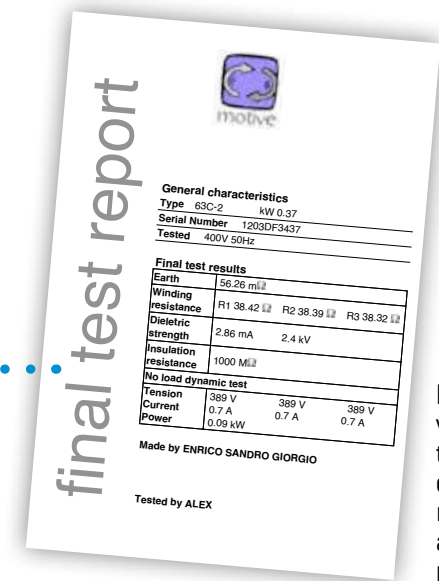 final test report
motive
General characteristics
Type 63C-2 kW 0.37
Serial Number 1203DF3437
Tested 400V 50Hz
Final test results
Earth 56.26 mΩ
Winding resistance R1 38.42 Ω R2 38.39 Ω R3 38.32 Ω
Dieletric strength 2.86 mA 2.4 kV
Insulation resistance 1000 MΩ
No load dynamic test
Tension 389 V 389 V 389 V
Current 0.7 A 0.7 A 0.7 A
Power 0.09 kW
Made by ENRICO SANDRO GIORGIO
Tested by ALEX